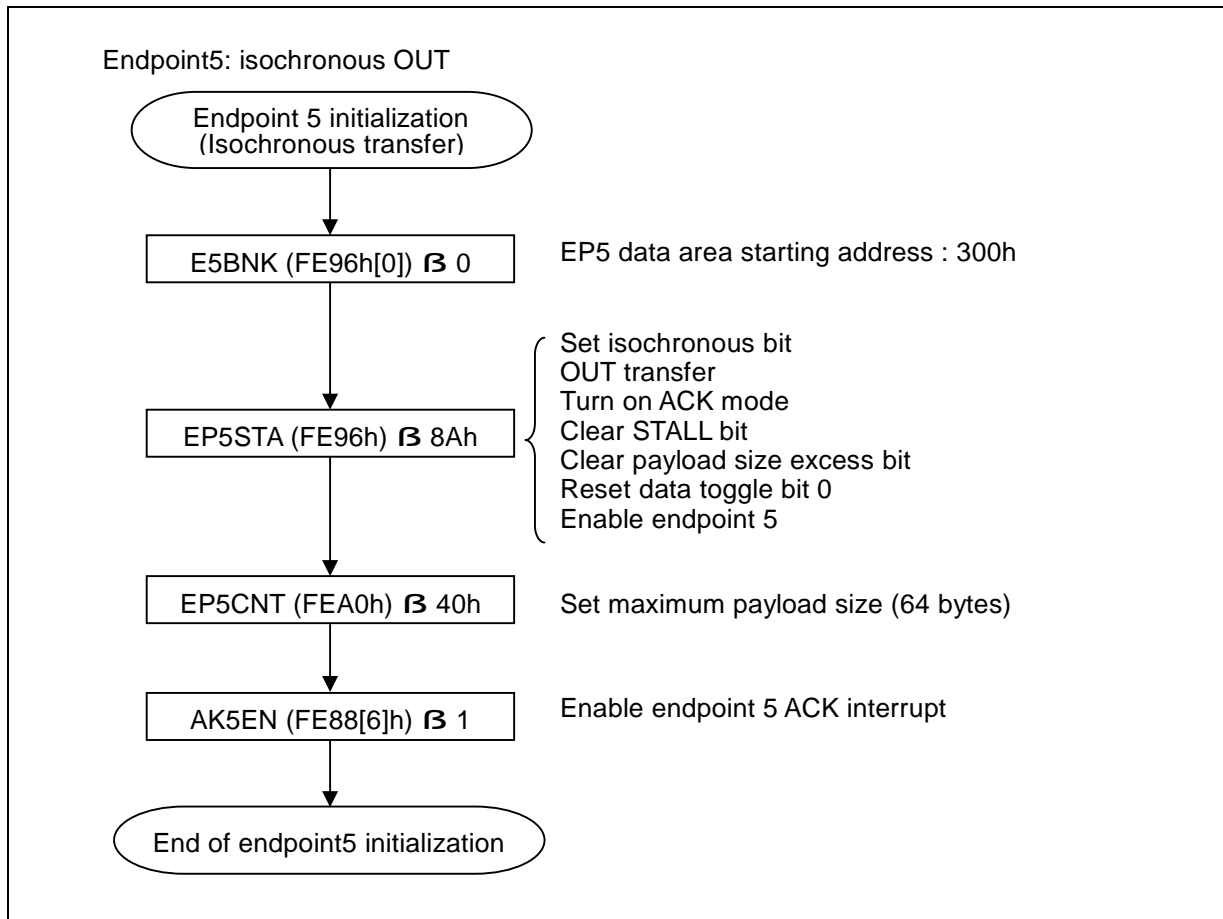 Endpoint5: isochronous OUT
Endpoint 5 initialization
(Isochronous transfer)
E5BNK (FE96h[0]) ß 0
EP5 data area starting address : 300h
EP5STA (FE96h) ß 8Ah
Set isochronous bit
OUT transfer
Turn on ACK mode
Clear STALL bit
Clear payload size excess bit
Reset data toggle bit 0
Enable endpoint 5
EP5CNT (FEA0h) ß 40h
Set maximum payload size (64 bytes)
AK5EN (FE88[6]h) ß 1
Enable endpoint 5 ACK interrupt
End of endpoint5 initialization